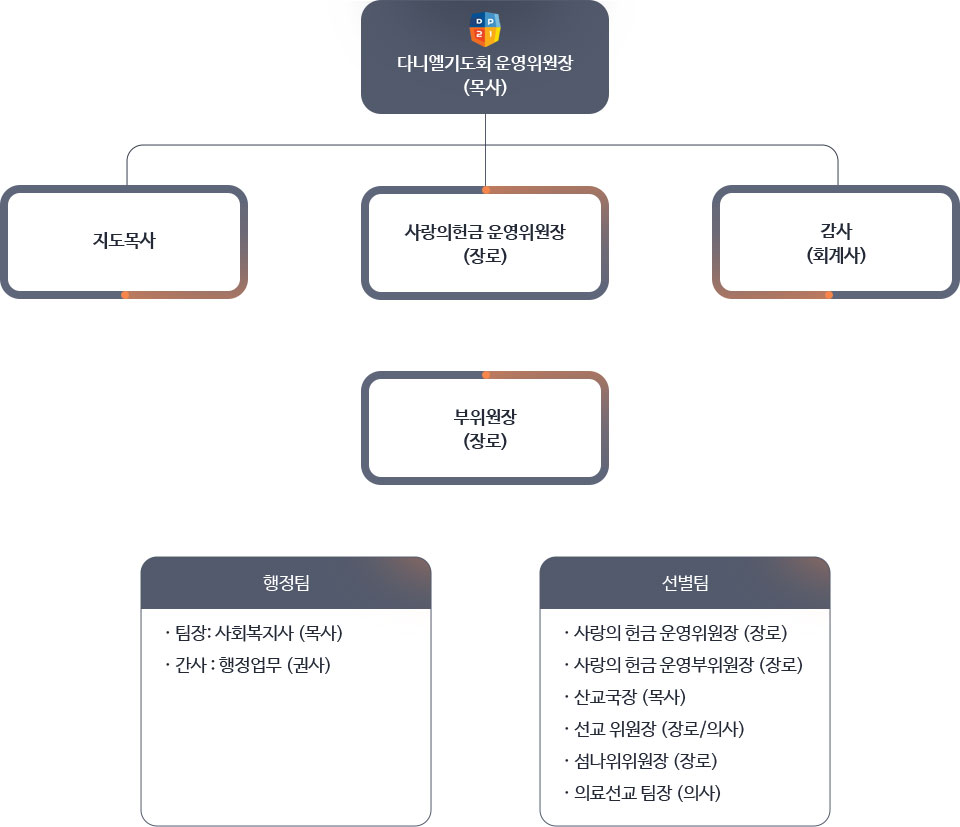 DP
21
다니엘기도회 운영위원장
(목사)
지도목사
사랑의헌금 운영위원장
(장로)
감사
(회계사)
부위원장
(장로)
행정팀
· 팀장: 사회복지사 (목사)
· 간사 : 행정업무 (권사)
선별팀
· 사랑의 헌금 운영위원장 (장로)
· 사랑의 헌금 운영부위원장 (장로)
· 산교국장 (목사)
· 선교 위원장 (장로/의사)
· 섬나위위원장 (장로)
· 의료선교 팀장 (의사)